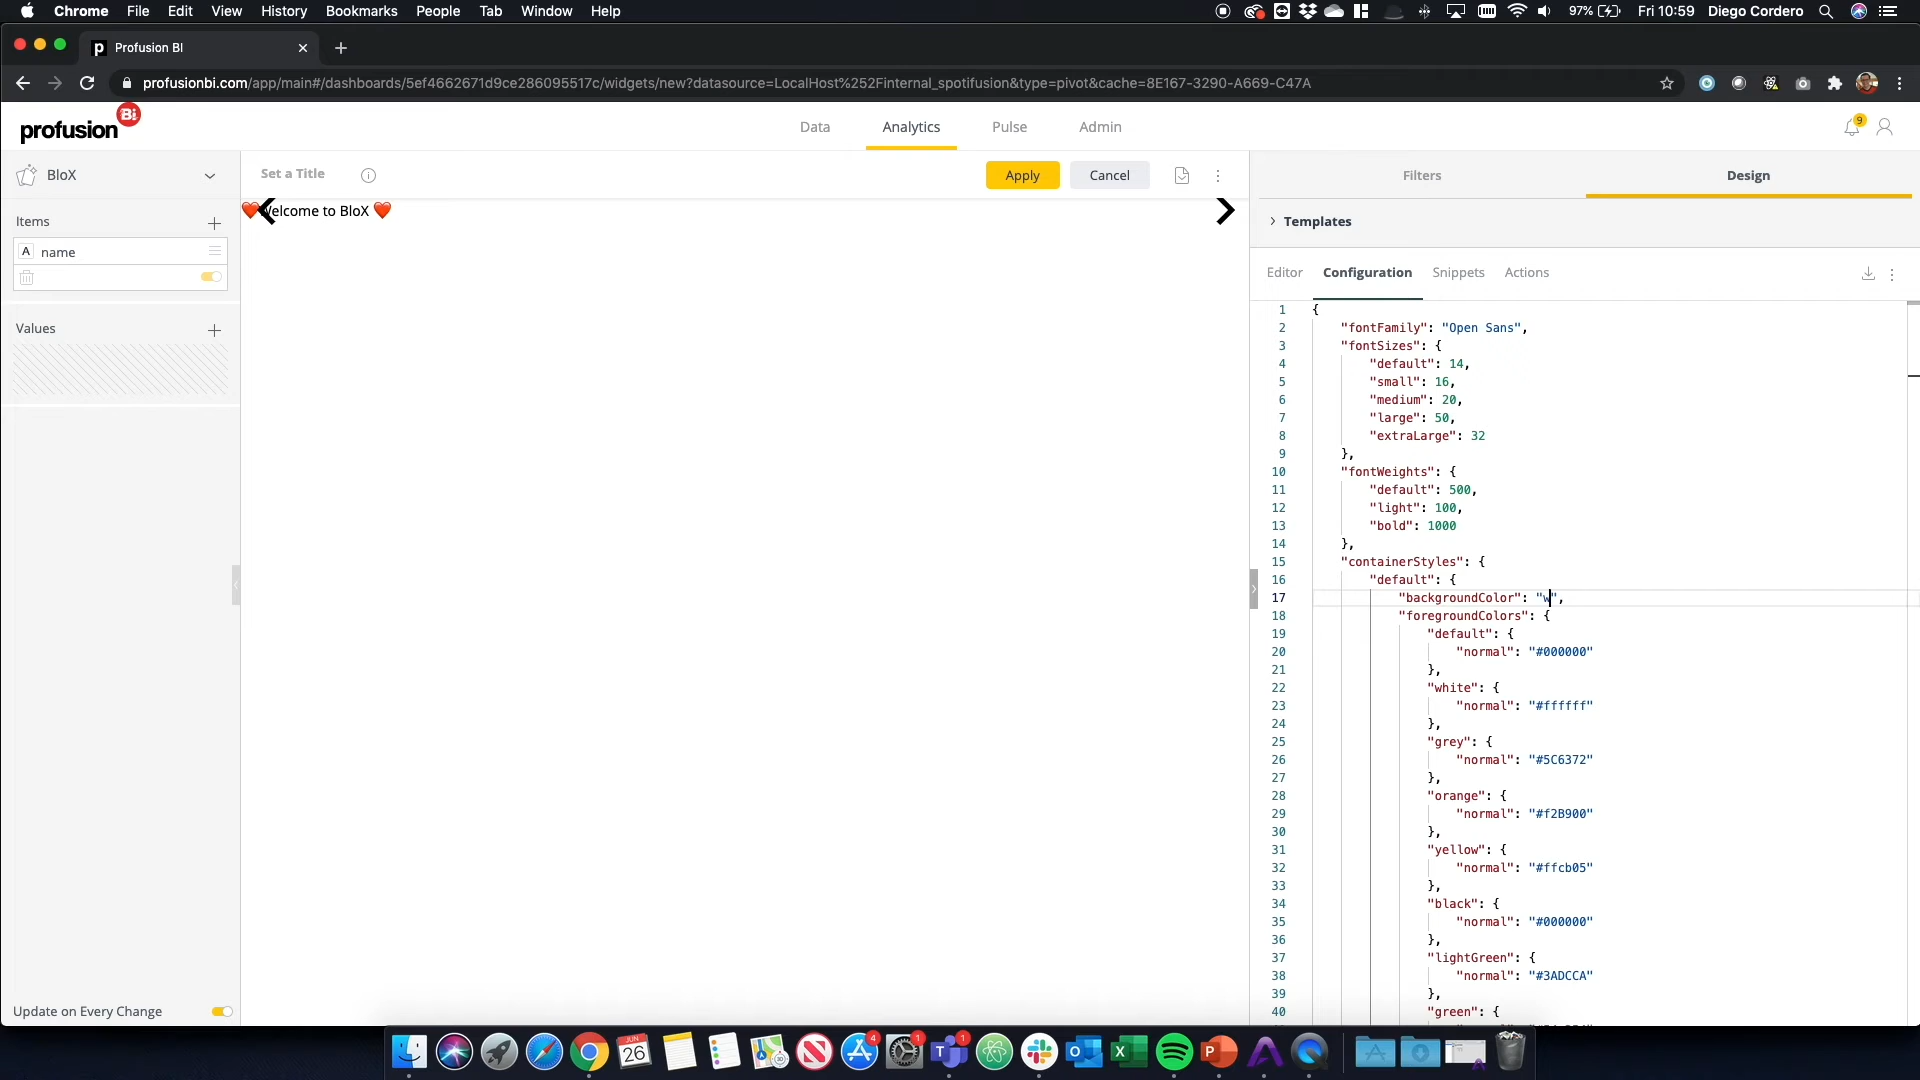 Chrome File Edit View History Bookmarks People Tab Window Help 97% Fri 10:59 Diego Cordero
p Profusion BI
profusionbi.com/app/main#/dashboards/5ef4662671d9ce286095517c/widgets/new?datasource=LocalHost%252Finternal_spotifusion&type=pivot&cache=8E167-3290-A669-C47A
profusion Bi
Data Analytics Pulse Admin 9
BloX
Set a Title
Apply Cancel
Filters Design
Items
A name
Values
Update on Every Change
Welcome to BloX
Templates
Editor Configuration Snippets Actions
1 {
2 "fontFamily": "Open Sans",
3 "fontSizes": {
4 "default": 14,
5 "small": 16,
6 "medium": 20,
7 "large": 50,
8 "extraLarge": 32
9 },
10 "fontWeights": {
11 "default": 500,
12 "light": 100,
13 "bold": 1000
14 },
15 "containerStyles": {
16 "default": {
17 "backgroundColor": "w",
18 "foregroundColors": {
19 "default": {
20 "normal": "#000000"
21 },
22 "white": {
23 "normal": "#ffffff"
24 },
25 "grey": {
26 "normal": "#5C6372"
27 },
28 "orange": {
29 "normal": "#f2B900"
30 },
31 "yellow": {
32 "normal": "#ffcb05"
33 },
34 "black": {
35 "normal": "#000000"
36 },
37 "lightGreen": {
38 "normal": "#3ADCCA"
39 },
40 "green": {
JUN
26
4
1
1